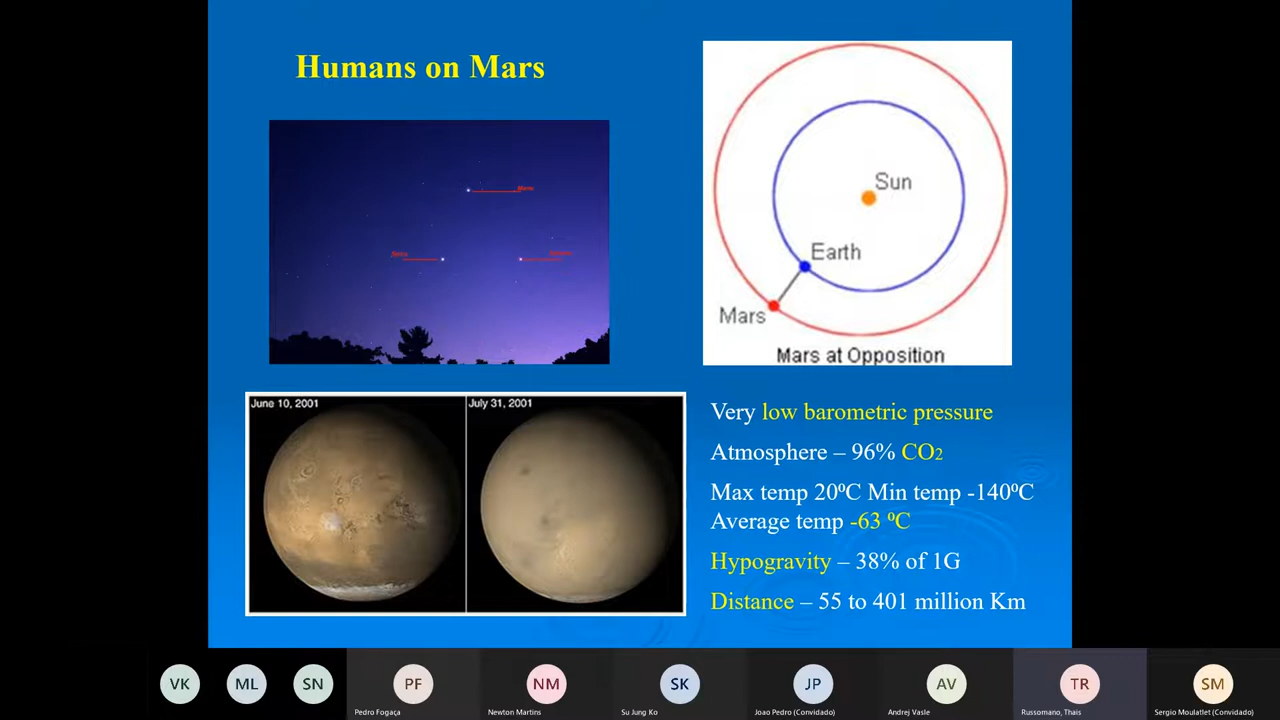 Humans on Mars
Sun
Earth
Mars
Mars at Opposition
June 10, 2001
July 31, 2001
Very low barometric pressure
Atmosphere – 96% CO2
Max temp 20ºC Min temp -140ºC
Average temp -63 ºC
Hypogravity – 38% of 1G
Distance – 55 to 401 million Km
VK
ML
SN
PF
NM
SK
JP
AV
TR
SM
Pedro Fogaça
Newton Martins
Su Jung Ko
Joao Pedro (Convidado)
Andrej Vasle
Russomano, Thais
Sergio Moulatlet (Convidado)